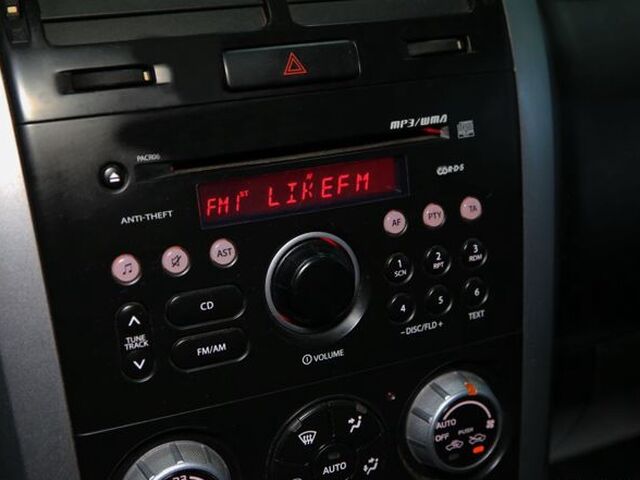 MP3/WMA
PACR06
R·D·S
FM1 ST LIKEFM
ANTI-THEFT
AF PTY TA
AST
1 SCN
2 RPT
3 RDM
CD
4 5 6
TUNE
TRACK
-DISC/FLD+ TEXT
FM/AM
VOLUME
AUTO
OFF PUSH
AUTO